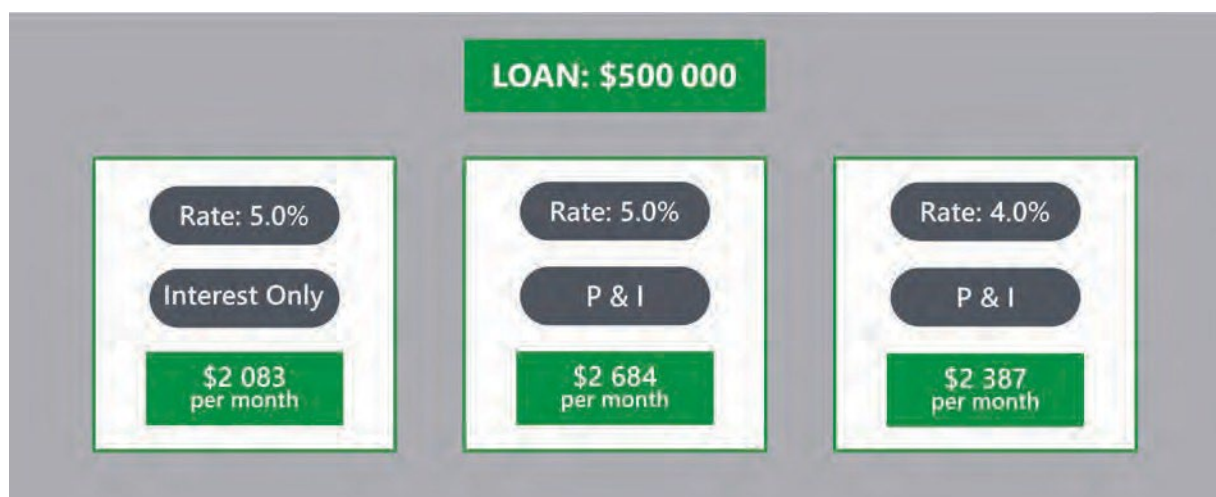 LOAN: $500 000
Rate: 5.0%
Interest Only
$2 083
per month
Rate: 5.0%
P & I
$2 684
per month
Rate: 4.0%
P & I
$2 387
per month